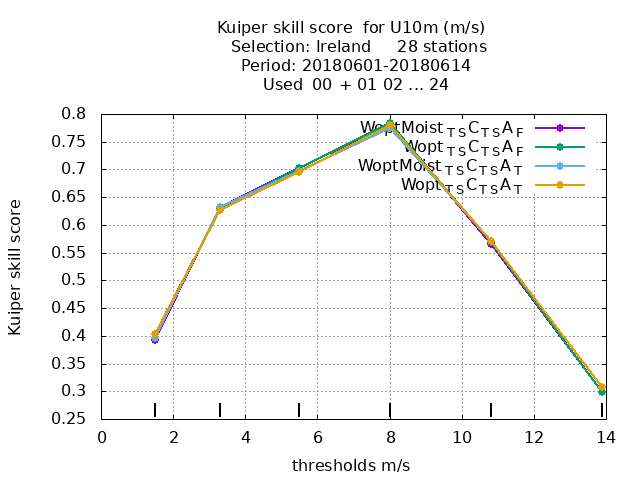 Kuiper skill score  for U10m (m/s)
Selection: Ireland     28 stations
Period: 20180601-20180614
Used  00 + 01 02 ... 24
WoptMoist TS C TS A F
Wopt TS C TS A F
WoptMoist TS C TS A T
Wopt TS C TS A T
Kuiper skill score
0.8
0.75
0.7
0.65
0.6
0.55
0.5
0.45
0.4
0.35
0.3
0.25
0 2 4 6 8 10 12 14
thresholds m/s